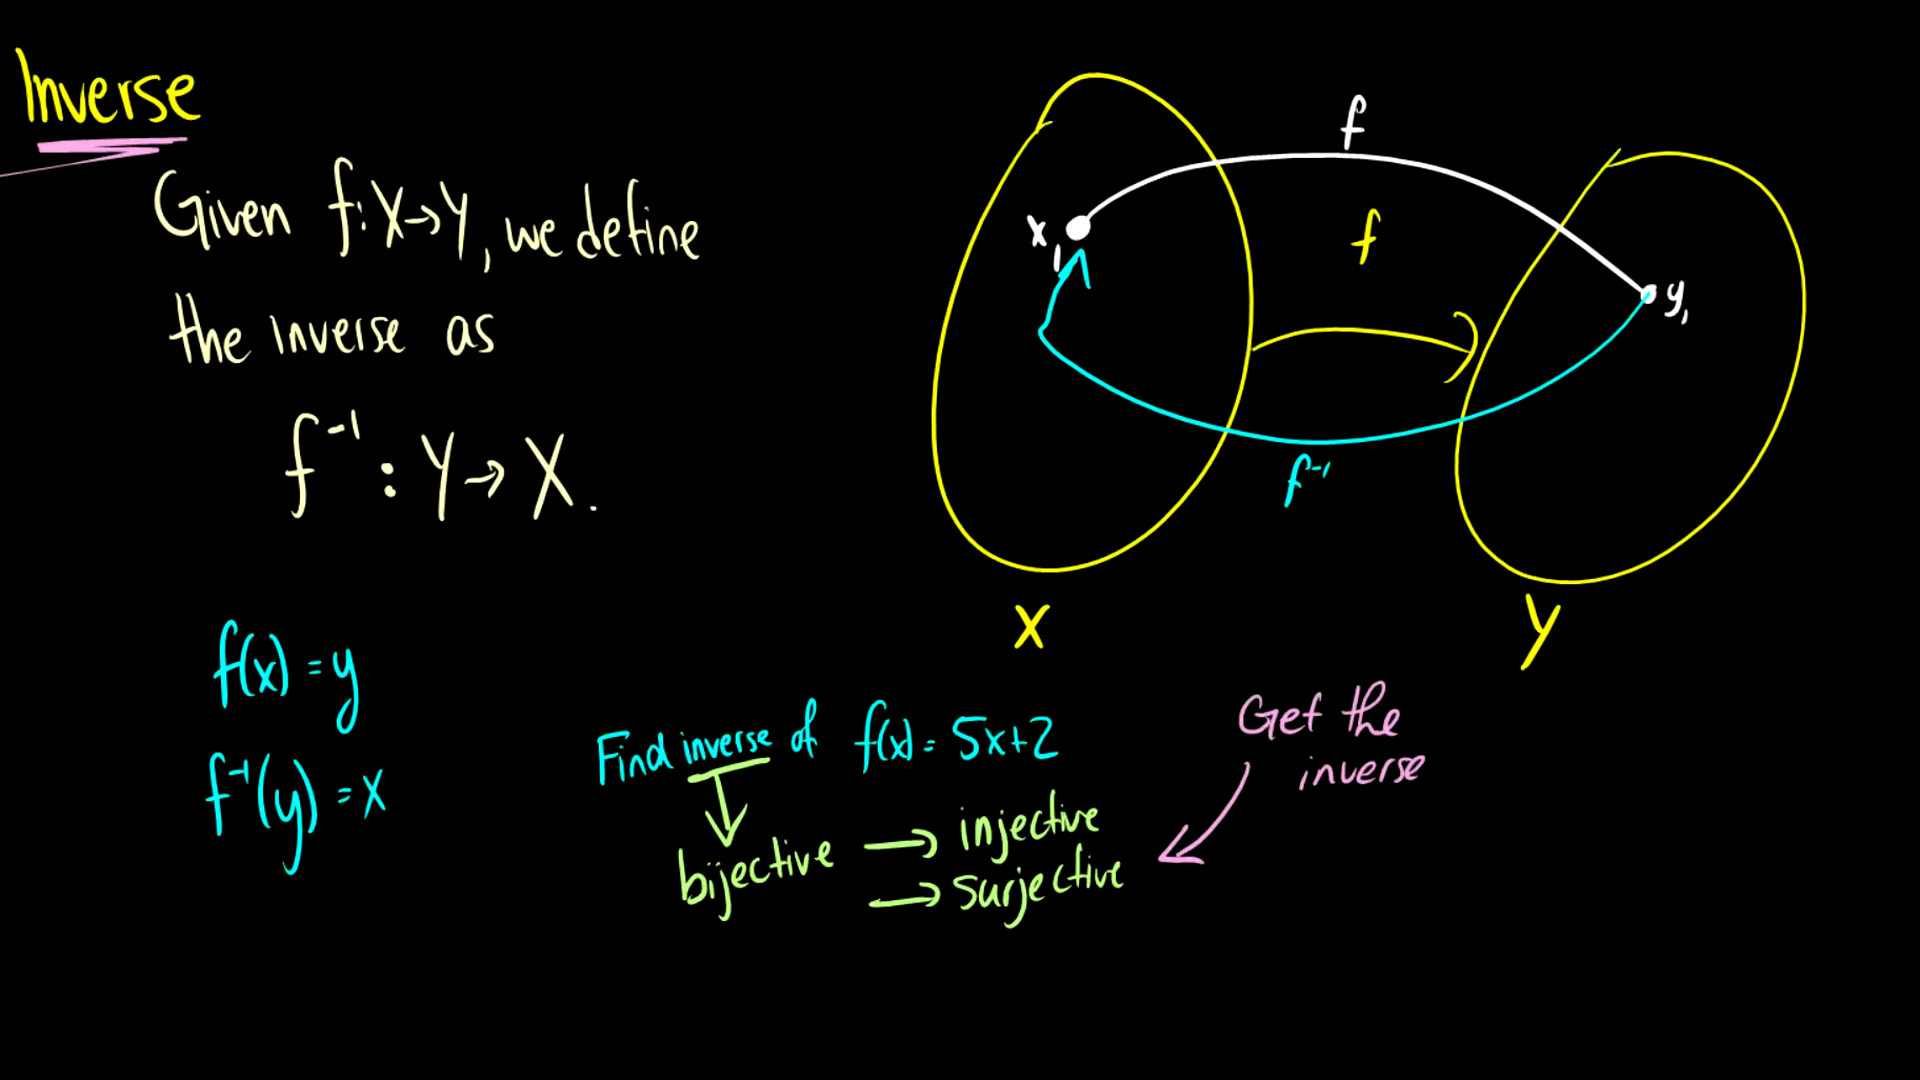 Inverse
Given f: X→Y, we define
the inverse as
f⁻¹ : Y→X.
f(x) = y
f⁻¹(y) = x
f
f
x₁
y₁
f⁻¹
X
Y
Find inverse of f(x) = 5x+2
bijective → injective
→ surjective
Get the
inverse